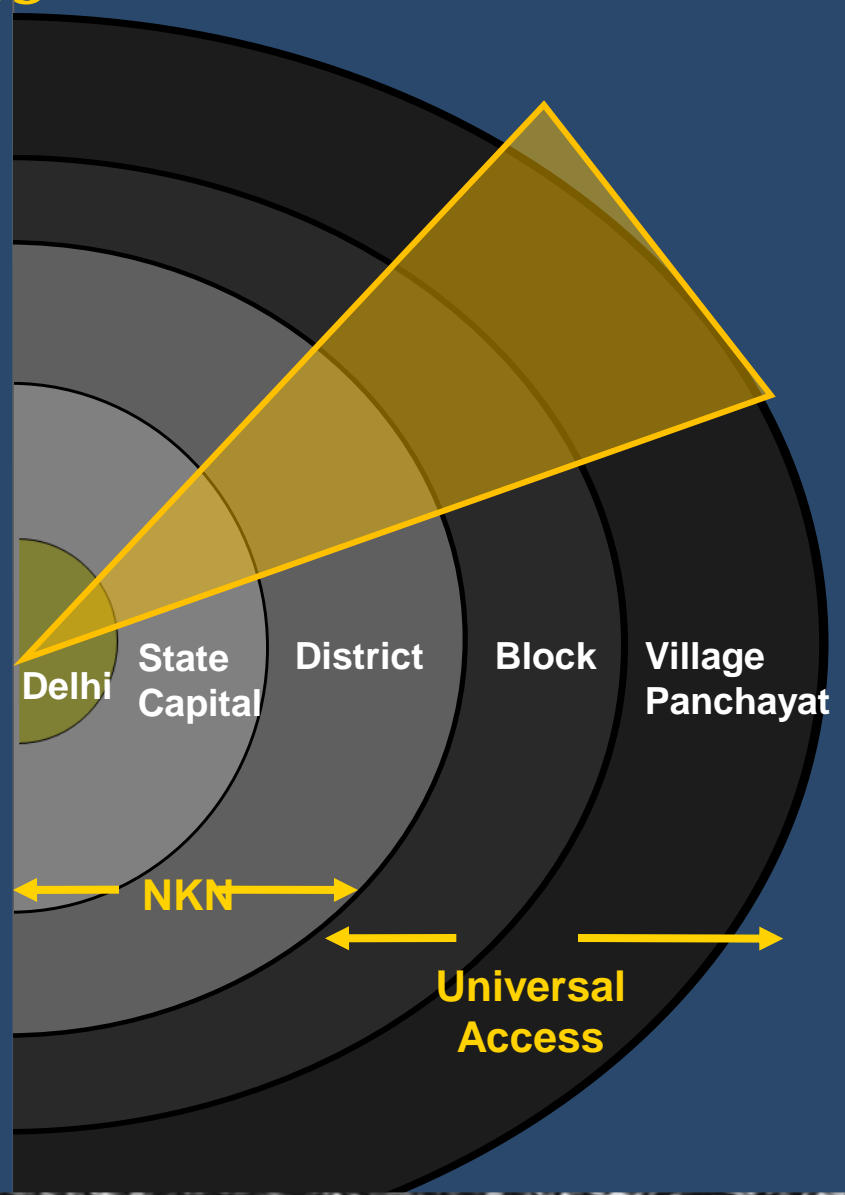 Delhi
State
Capital
District
Block
Village
Panchayat
NKN
Universal
Access